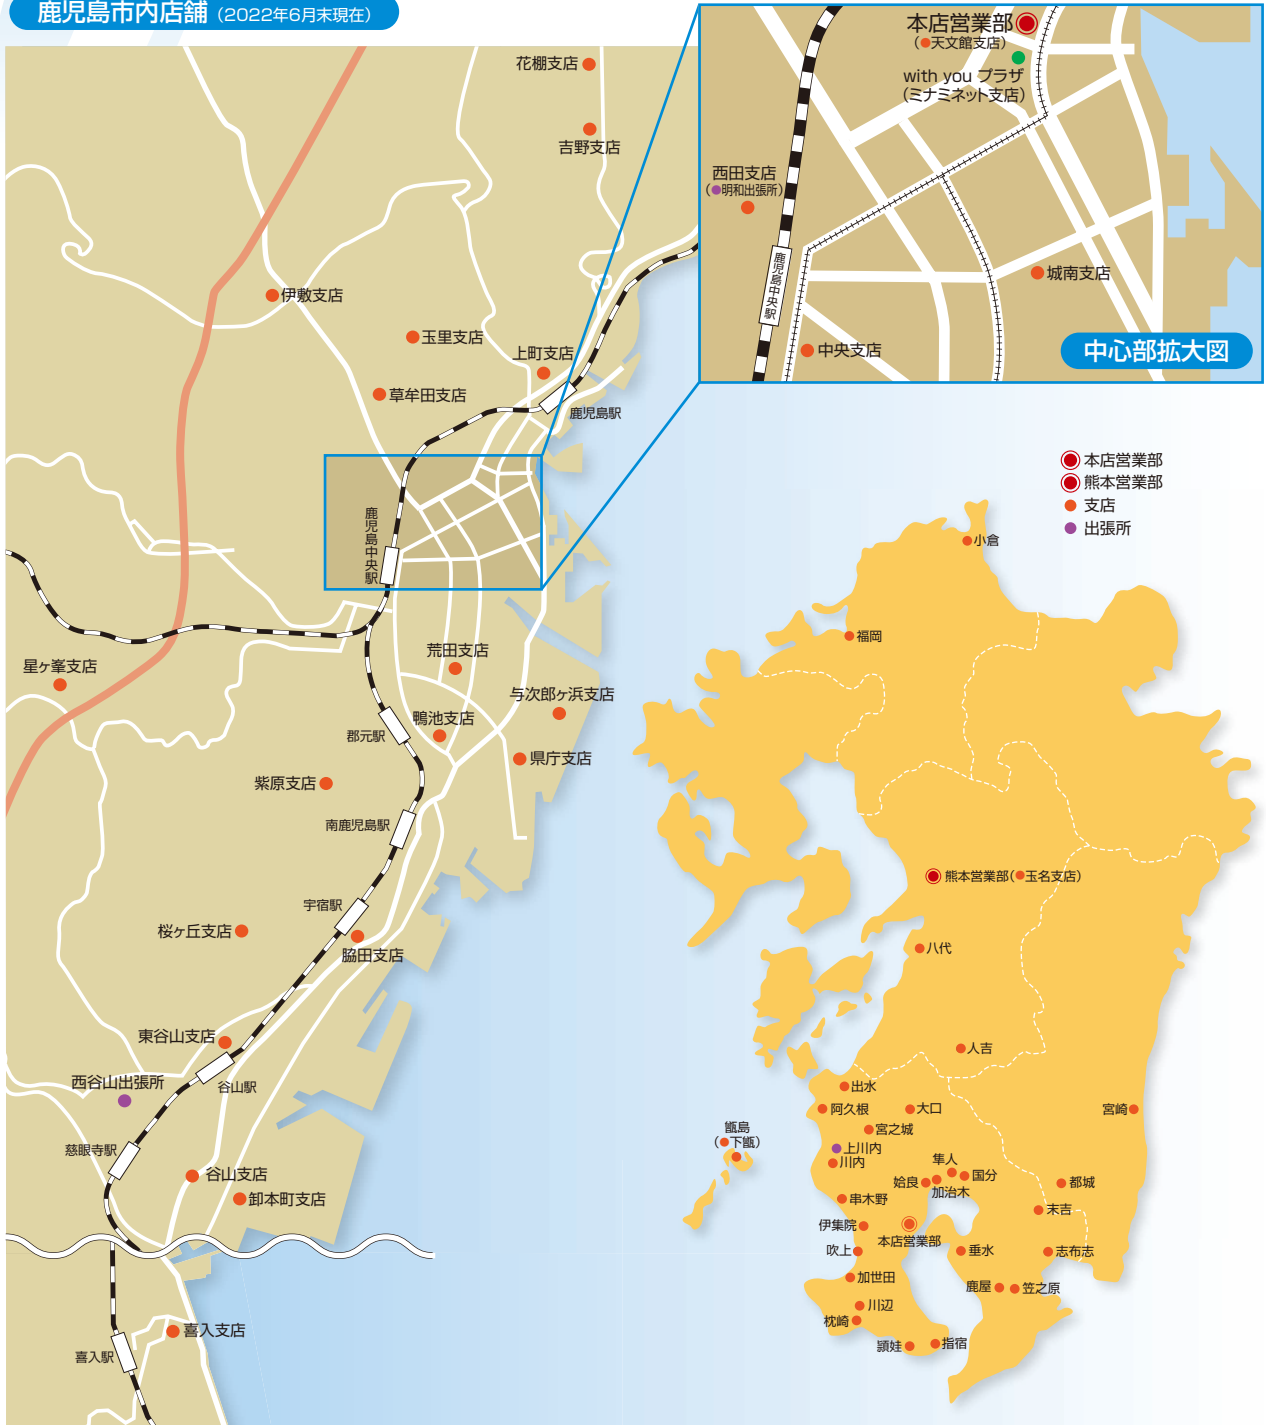 鹿児島市内店舗（2022年6月末現在）
花棚支店
吉野支店
伊敷支店
玉里支店
上町支店
草牟田支店
鹿児島駅
鹿児島中央駅
荒田支店
星ヶ峯支店
与次郎ヶ浜支店
鴨池支店
郡元駅
県庁支店
紫原支店
南鹿児島駅
宇宿駅
桜ヶ丘支店
脇田支店
東谷山支店
西谷山出張所
谷山駅
慈眼寺駅
谷山支店
卸本町支店
喜入支店
喜入駅
本店営業部
（天文館支店）
with you プラザ
（ミナミネット支店）
西田支店
（明和出張所）
鹿児島中央駅
城南支店
中央支店
中心部拡大図
本店営業部
熊本営業部
支店
出張所
小倉
福岡
熊本営業部（玉名支店）
八代
人吉
出水
阿久根
大口
宮崎
宮之城
甑島
（下甑）
上川内
川内
隼人
国分
姶良
加治木
都城
串木野
末吉
伊集院
本店営業部
吹上
垂水
志布志
加世田
鹿屋
笠之原
川辺
枕崎
頴娃
指宿